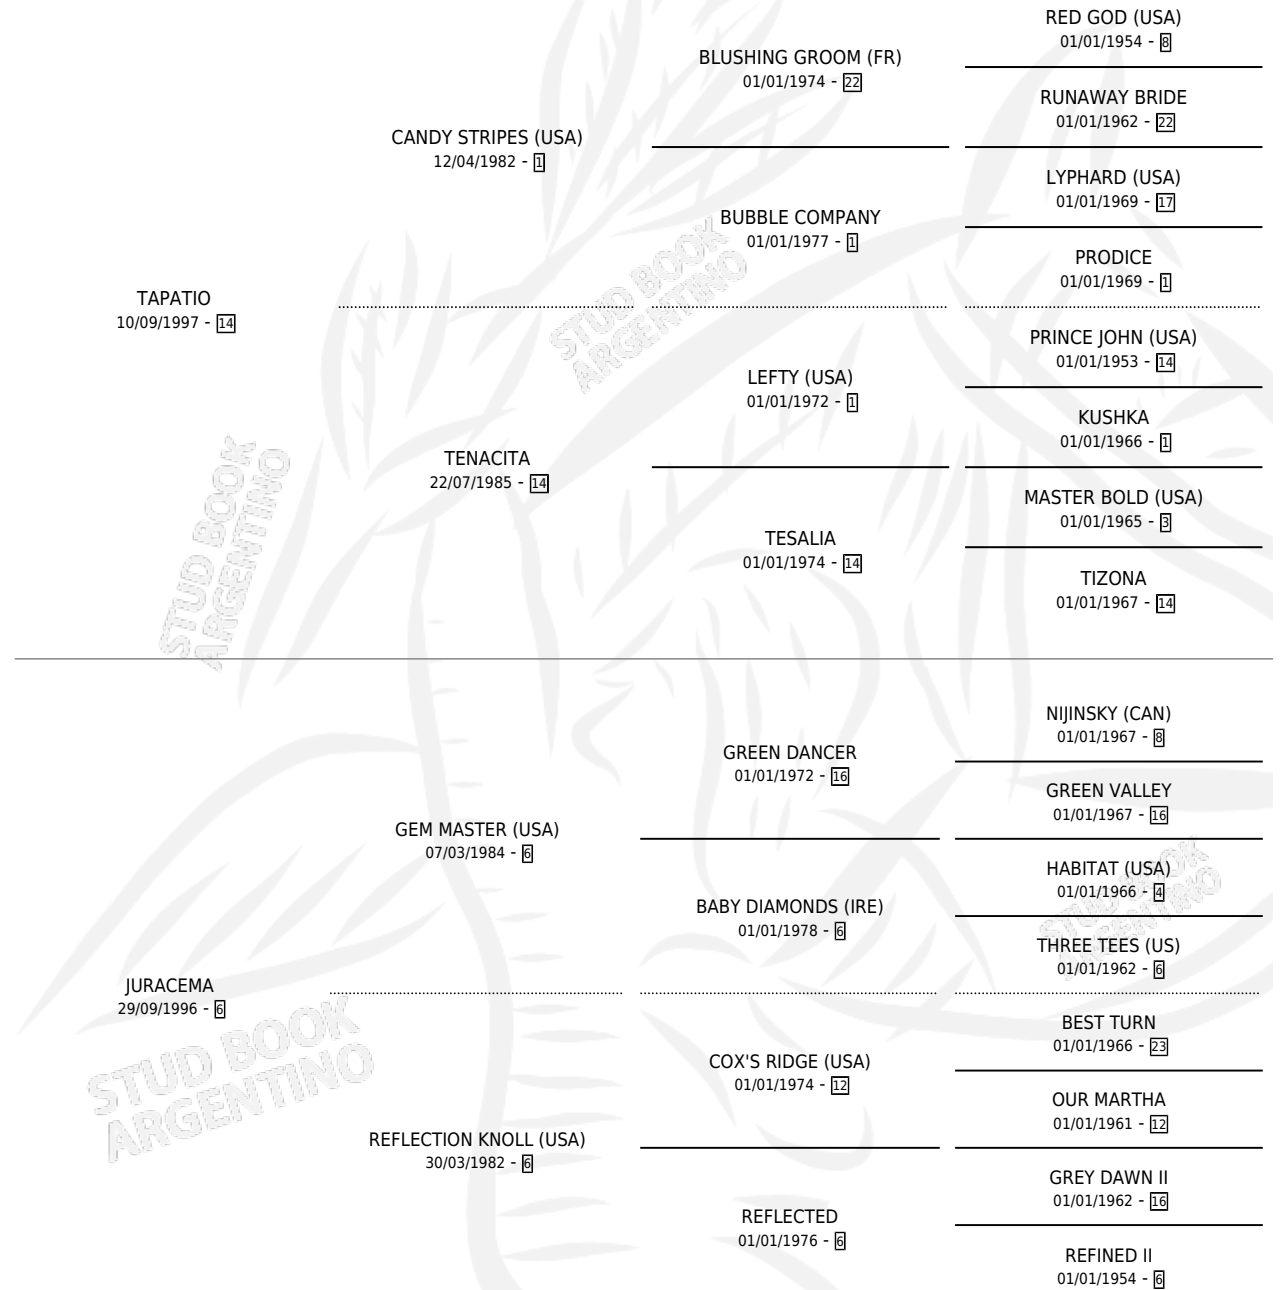 RED GOD (USA)
01/01/1954 - 8
BLUSHING GROOM (FR)
01/01/1974 - 22
RUNAWAY BRIDE
01/01/1962 - 22
CANDY STRIPES (USA)
12/04/1982 - 1
LYPHARD (USA)
01/01/1969 - 17
BUBBLE COMPANY
01/01/1977 - 1
PRODICE
01/01/1969 - 1
TAPATIO
10/09/1997 - 14
STUD BOOK
ARGENTINO
PRINCE JOHN (USA)
01/01/1953 - 14
LEFTY (USA)
01/01/1972 - 1
KUSHKA
01/01/1966 - 1
TENACITA
22/07/1985 - 14
MASTER BOLD (USA)
01/01/1965 - 3
TESALIA
01/01/1974 - 14
TIZONA
01/01/1967 - 14
STUD BOOK
ARGENTINO
NIJINSKY (CAN)
01/01/1967 - 8
GREEN DANCER
01/01/1972 - 16
GREEN VALLEY
01/01/1967 - 16
GEM MASTER (USA)
07/03/1984 - 6
HABITAT (USA)
01/01/1966 - 4
BABY DIAMONDS (IRE)
01/01/1978 - 6
STUD BOOK
ARGENTINO
THREE TEES (US)
01/01/1962 - 6
JURACEMA
29/09/1996 - 6
BEST TURN
01/01/1966 - 23
COX'S RIDGE (USA)
01/01/1974 - 12
OUR MARTHA
01/01/1961 - 12
STUD BOOK
ARGENTINO
REFLECTION KNOLL (USA)
30/03/1982 - 6
GREY DAWN II
01/01/1962 - 16
REFLECTED
01/01/1976 - 6
REFINED II
01/01/1954 - 6